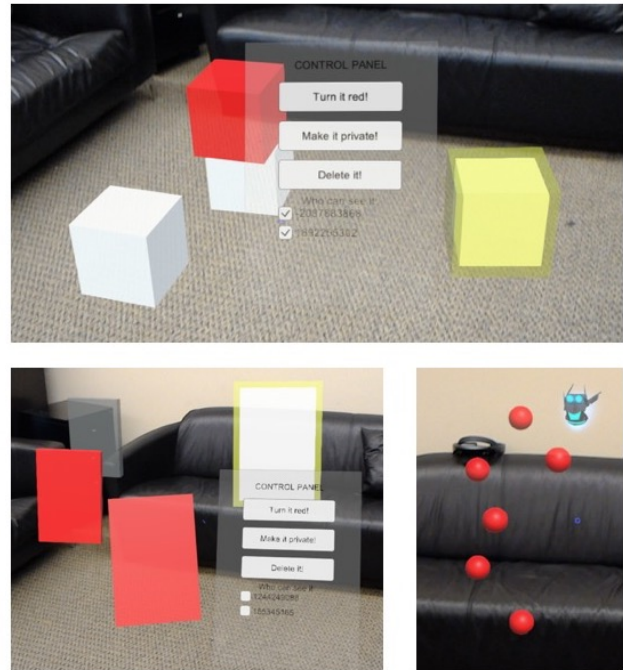 CONTROL PANEL
Turn it red!
Make it private!
Delete it!
Who can see it
CONTROL PANEL
Turn it red!
Make it private!
Delete it!
Who can see it